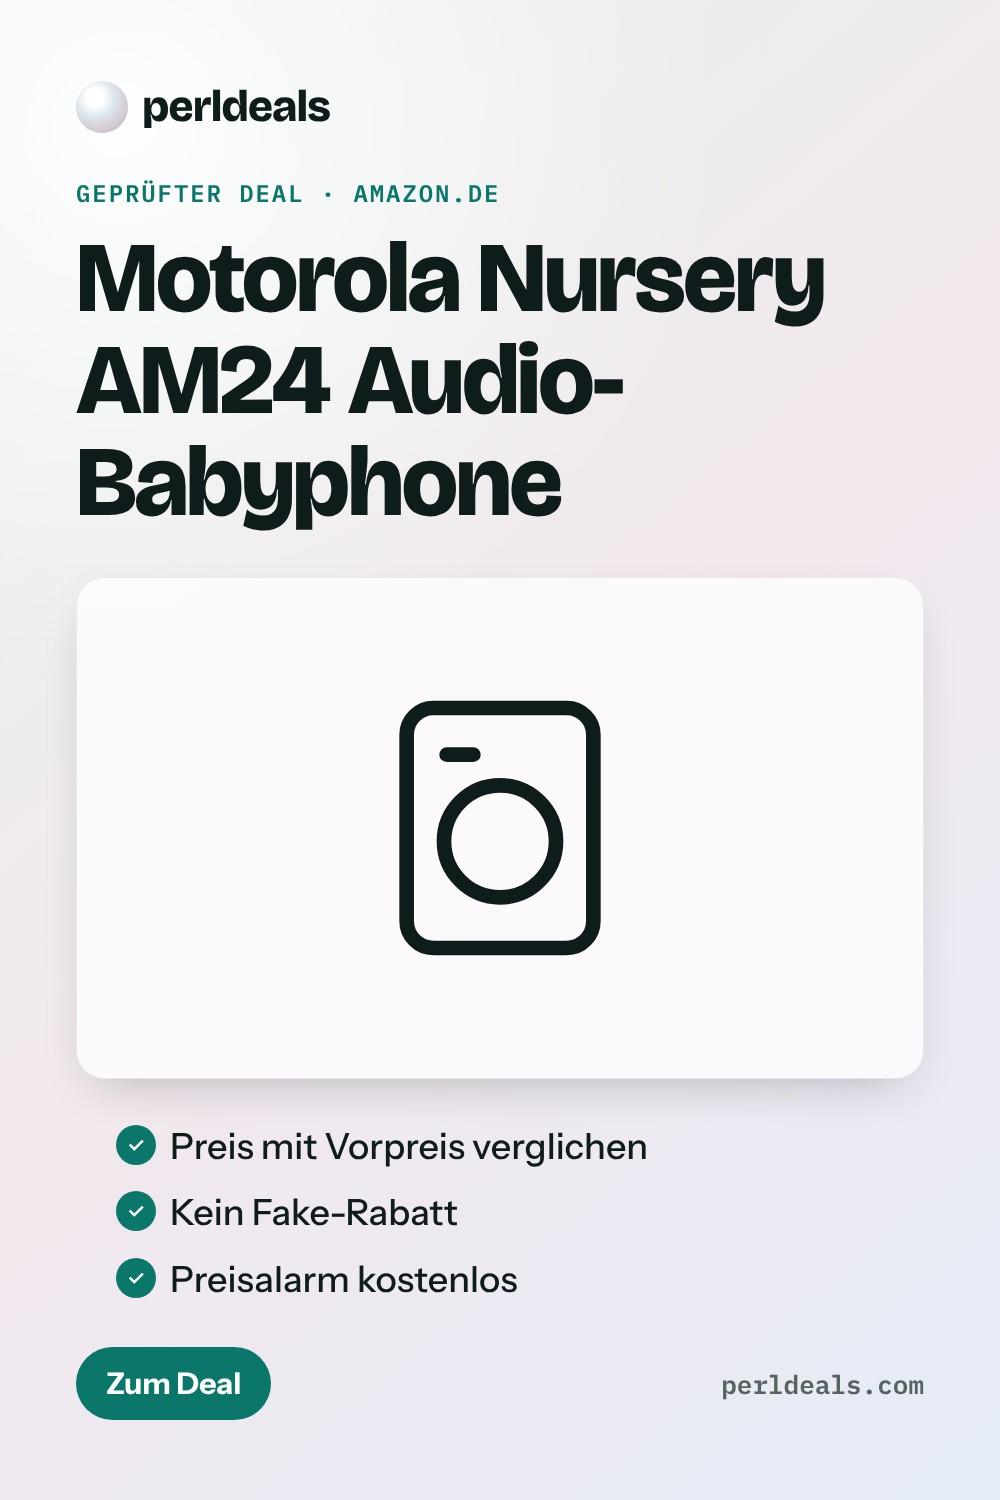 perldeals
GEPRÜFTER DEAL · AMAZON.DE
Motorola Nursery
AM24 Audio-
Babyphone
Preis mit Vorpreis verglichen
Kein Fake-Rabatt
Preisalarm kostenlos
Zum Deal
perldeals.com